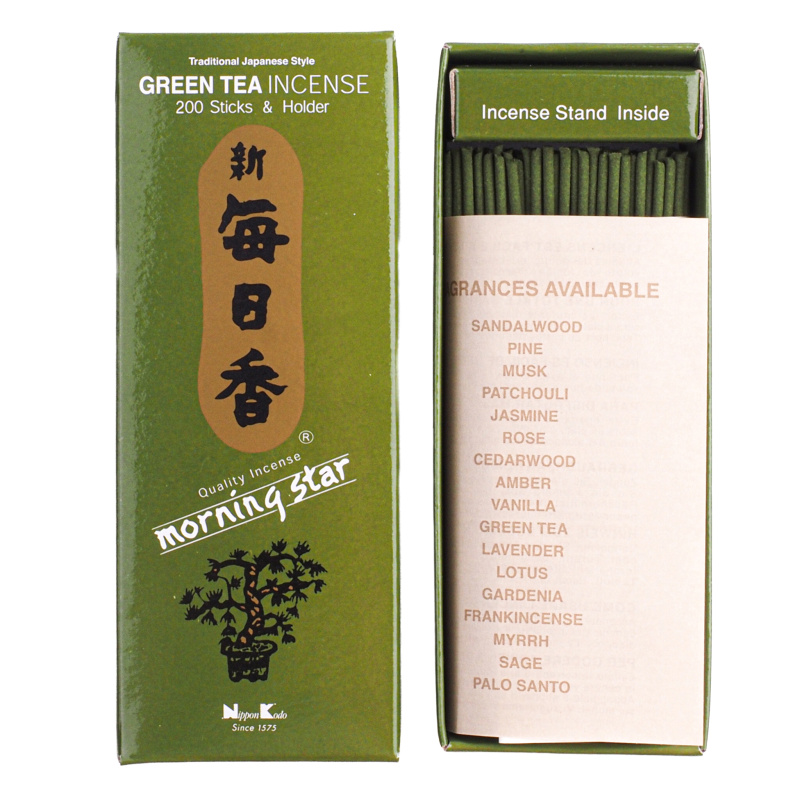 Traditional Japanese Style
GREEN TEA INCENSE
200 Sticks & Holder
新
毎
日
香
®
Quality Incense
morning star
Nippon Kodo
Since 1575
Incense Stand Inside
GRANCES AVAILABLE
SANDALWOOD
PINE
MUSK
PATCHOULI
JASMINE
ROSE
CEDARWOOD
AMBER
VANILLA
GREEN TEA
LAVENDER
LOTUS
GARDENIA
FRANKINCENSE
MYRRH
SAGE
PALO SANTO